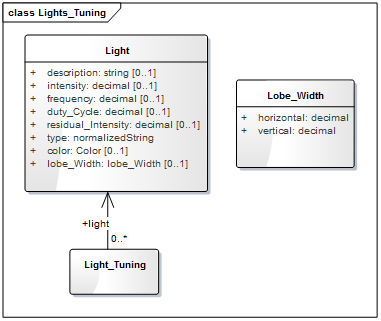 class Lights_Tuning
Light
+ description: string [0..1]
+ intensity: decimal [0..1]
+ frequency: decimal [0..1]
+ duty_Cycle: decimal [0..1]
+ residual_Intensity: decimal [0..1]
+ type: normalizedString
+ color: Color [0..1]
+ lobe_Width: lobe_Width [0..1]
Lobe_Width
+ horizontal: decimal
+ vertical: decimal
+light
0..*
Light_Tuning